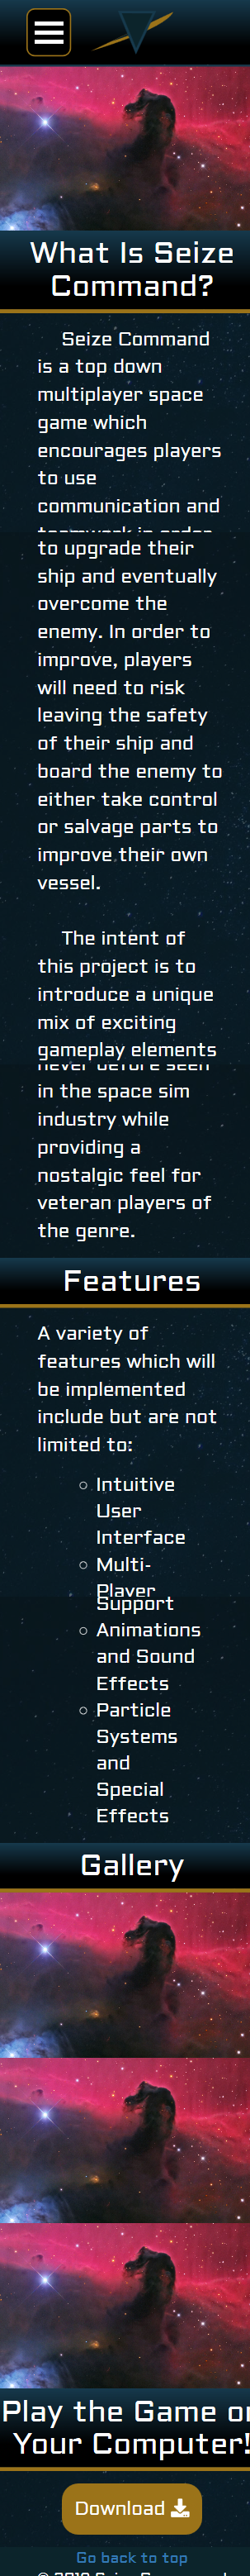 What Is Seize
Command?
Seize Command
is a top down
multiplayer space
game which
encourages players
to use
communication and
teamwork in order
to upgrade their
ship and eventually
overcome the
enemy. In order to
improve, players
will need to risk
leaving the safety
of their ship and
board the enemy to
either take control
or salvage parts to
improve their own
vessel.
The intent of
this project is to
introduce a unique
mix of exciting
gameplay elements
never before seen
in the space sim
industry while
providing a
nostalgic feel for
veteran players of
the genre.
Features
A variety of
features which will
be implemented
include but are not
limited to:
Intuitive
User
Interface
Multi-
Player
Support
Animations
and Sound
Effects
Particle
Systems
and
Special
Effects
Gallery
Play the Game on
Your Computer!
Download
Go back to top
© 2018 Seize Command